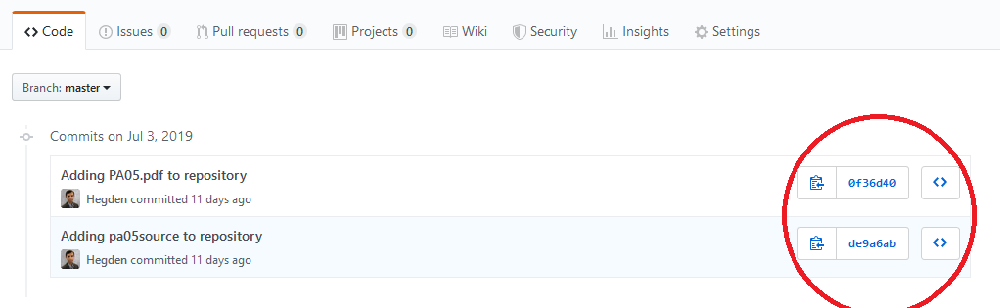 Code Issues 0 Pull requests 0 Projects 0 Wiki Security Insights Settings
Branch: master
Commits on Jul 3, 2019
Adding PA05.pdf to repository
Hegden committed 11 days ago
0f36d40
Adding pa05source to repository
Hegden committed 11 days ago
de9a6ab